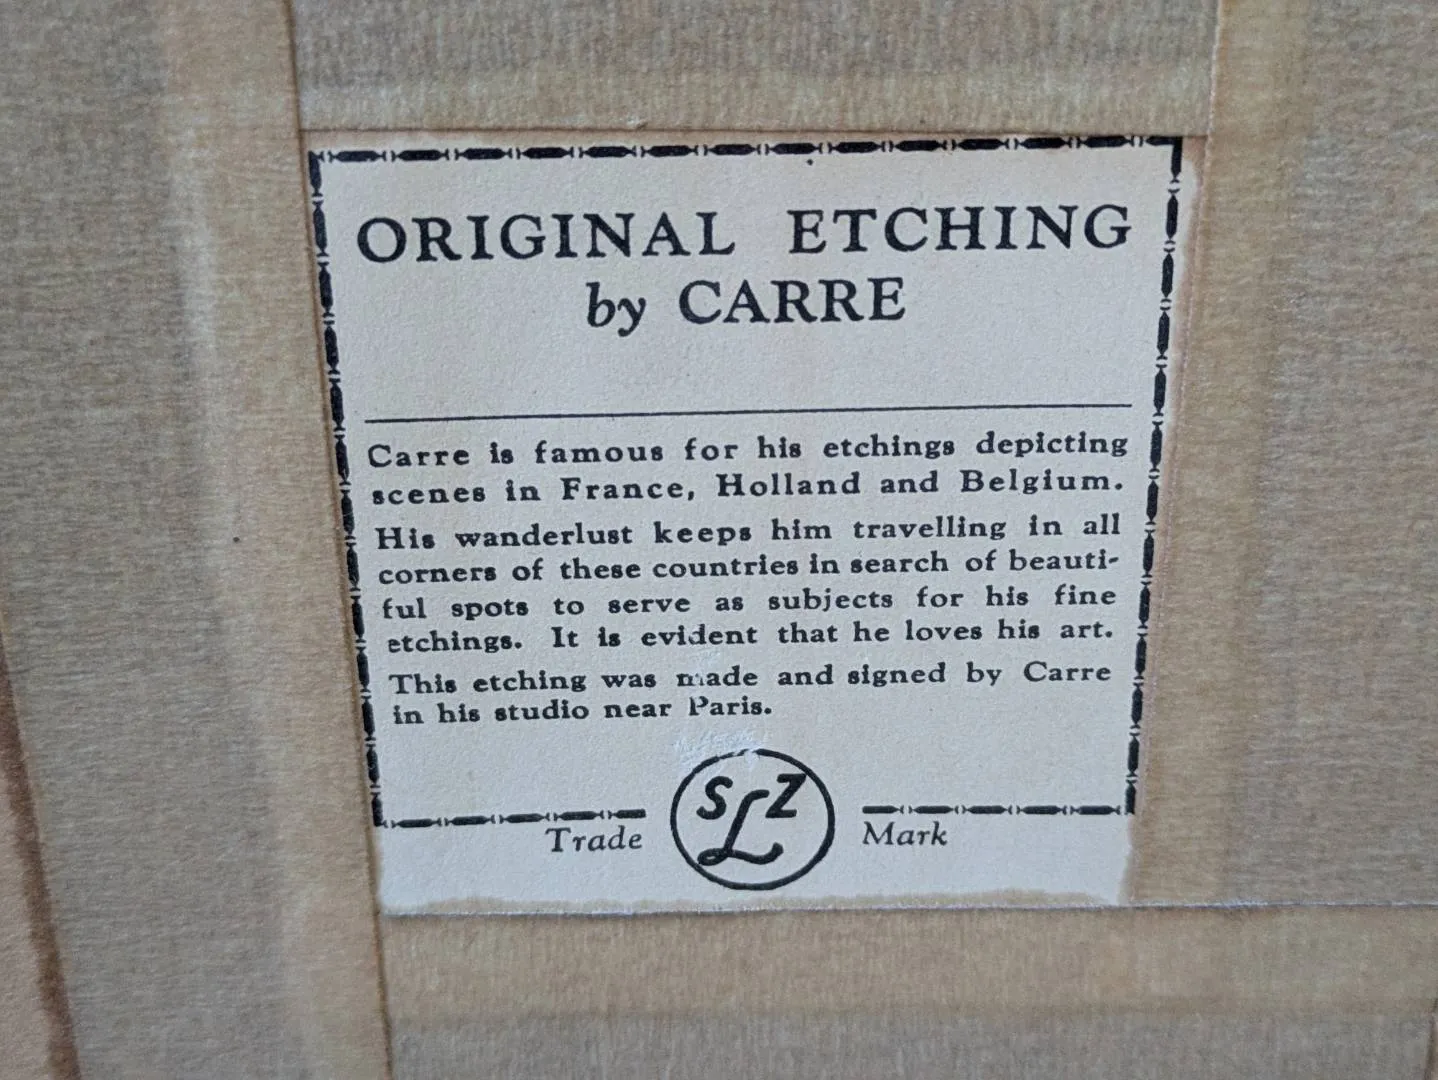 ORIGINAL ETCHING
by CARRE
Carre is famous for his etchings depicting
scenes in France, Holland and Belgium.
His wanderlust keeps him travelling in all
corners of these countries in search of beauti-
ful spots to serve as subjects for his fine
etchings. It is evident that he loves his art.
This etching was made and signed by Carre
in his studio near Paris.
SLZ
Trade Mark